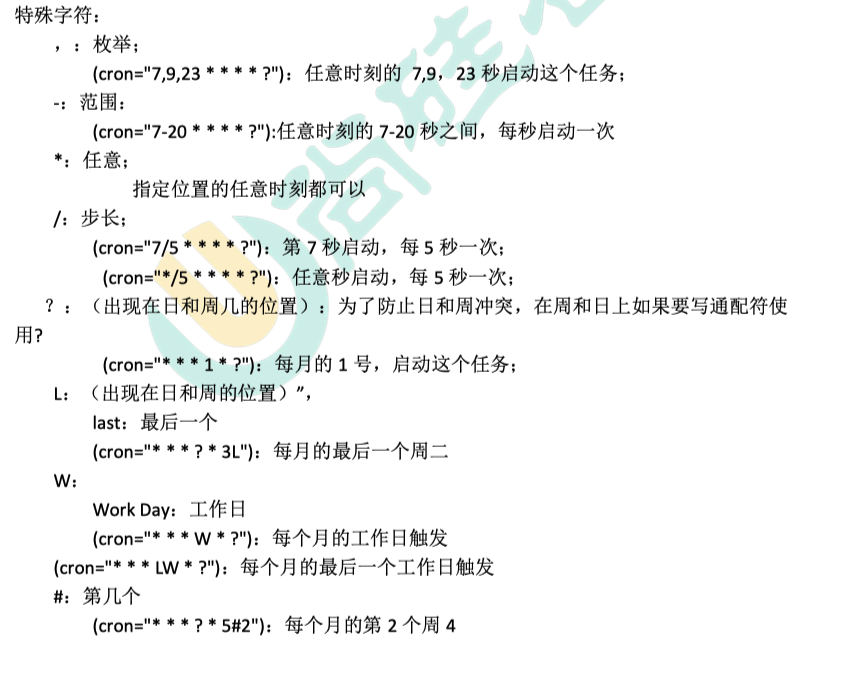 特殊字符：
，：枚举；
(cron="7,9,23 * * * * ?")：任意时刻的 7,9，23 秒启动这个任务；
-：范围：
(cron="7-20 * * * * ?"):任意时刻的 7-20 秒之间，每秒启动一次
*：任意；
指定位置的任意时刻都可以
/：步长；
(cron="7/5 * * * * ?")：第 7 秒启动，每 5 秒一次；
(cron="*/5 * * * * ?")：任意秒启动，每 5 秒一次；
？：（出现在日和周几的位置）：为了防止日和周冲突，在周和日上如果要写通配符使
用?
(cron="* * * 1 * ?")：每月的 1 号，启动这个任务；
L：（出现在日和周的位置）”，
last：最后一个
(cron="* * * ? * 3L")：每月的最后一个周二
W：
Work Day：工作日
(cron="* * * W * ?")：每个月的工作日触发
(cron="* * * LW * ?")：每个月的最后一个工作日触发
#：第几个
(cron="* * * ? * 5#2")：每个月的第 2 个周 4